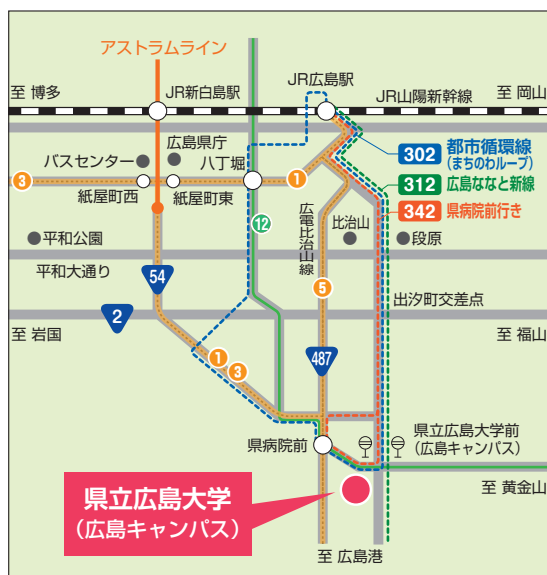 アストラムライン
JR広島駅
至 博多
JR新白島駅
JR山陽新幹線
至 岡山
広島県庁
バスセンター
八丁堀
302 都市循環線
(まちのわループ)
312 広島ななと新線
342 県病院前行き
3
紙屋町西
紙屋町東
1
12
広電比治山線
比治山
段原
平和公園
平和大通り
54
5
出汐町交差点
2
至 岩国
至 福山
1
3
487
県病院前
県立広島大学前
(広島キャンパス)
県立広島大学
(広島キャンパス)
至 黄金山
至 広島港